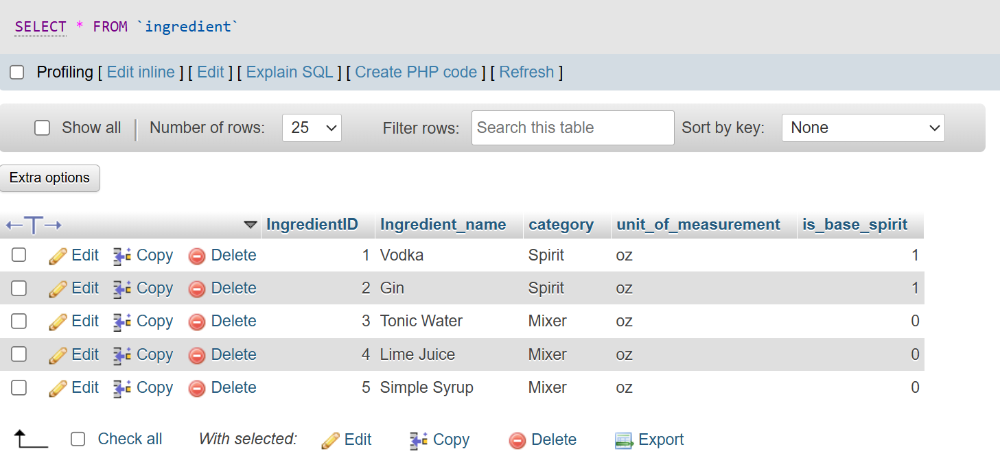 SELECT * FROM `ingredient`
Profiling [ Edit inline ] [ Edit ] [ Explain SQL ] [ Create PHP code ] [ Refresh ]
Show all | Number of rows: 25 Filter rows: Search this table Sort by key: None
Extra options
←T→ IngredientID Ingredient_name category unit_of_measurement is_base_spirit
Edit Copy Delete 1 Vodka Spirit oz 1
Edit Copy Delete 2 Gin Spirit oz 1
Edit Copy Delete 3 Tonic Water Mixer oz 0
Edit Copy Delete 4 Lime Juice Mixer oz 0
Edit Copy Delete 5 Simple Syrup Mixer oz 0
Check all With selected: Edit Copy Delete Export